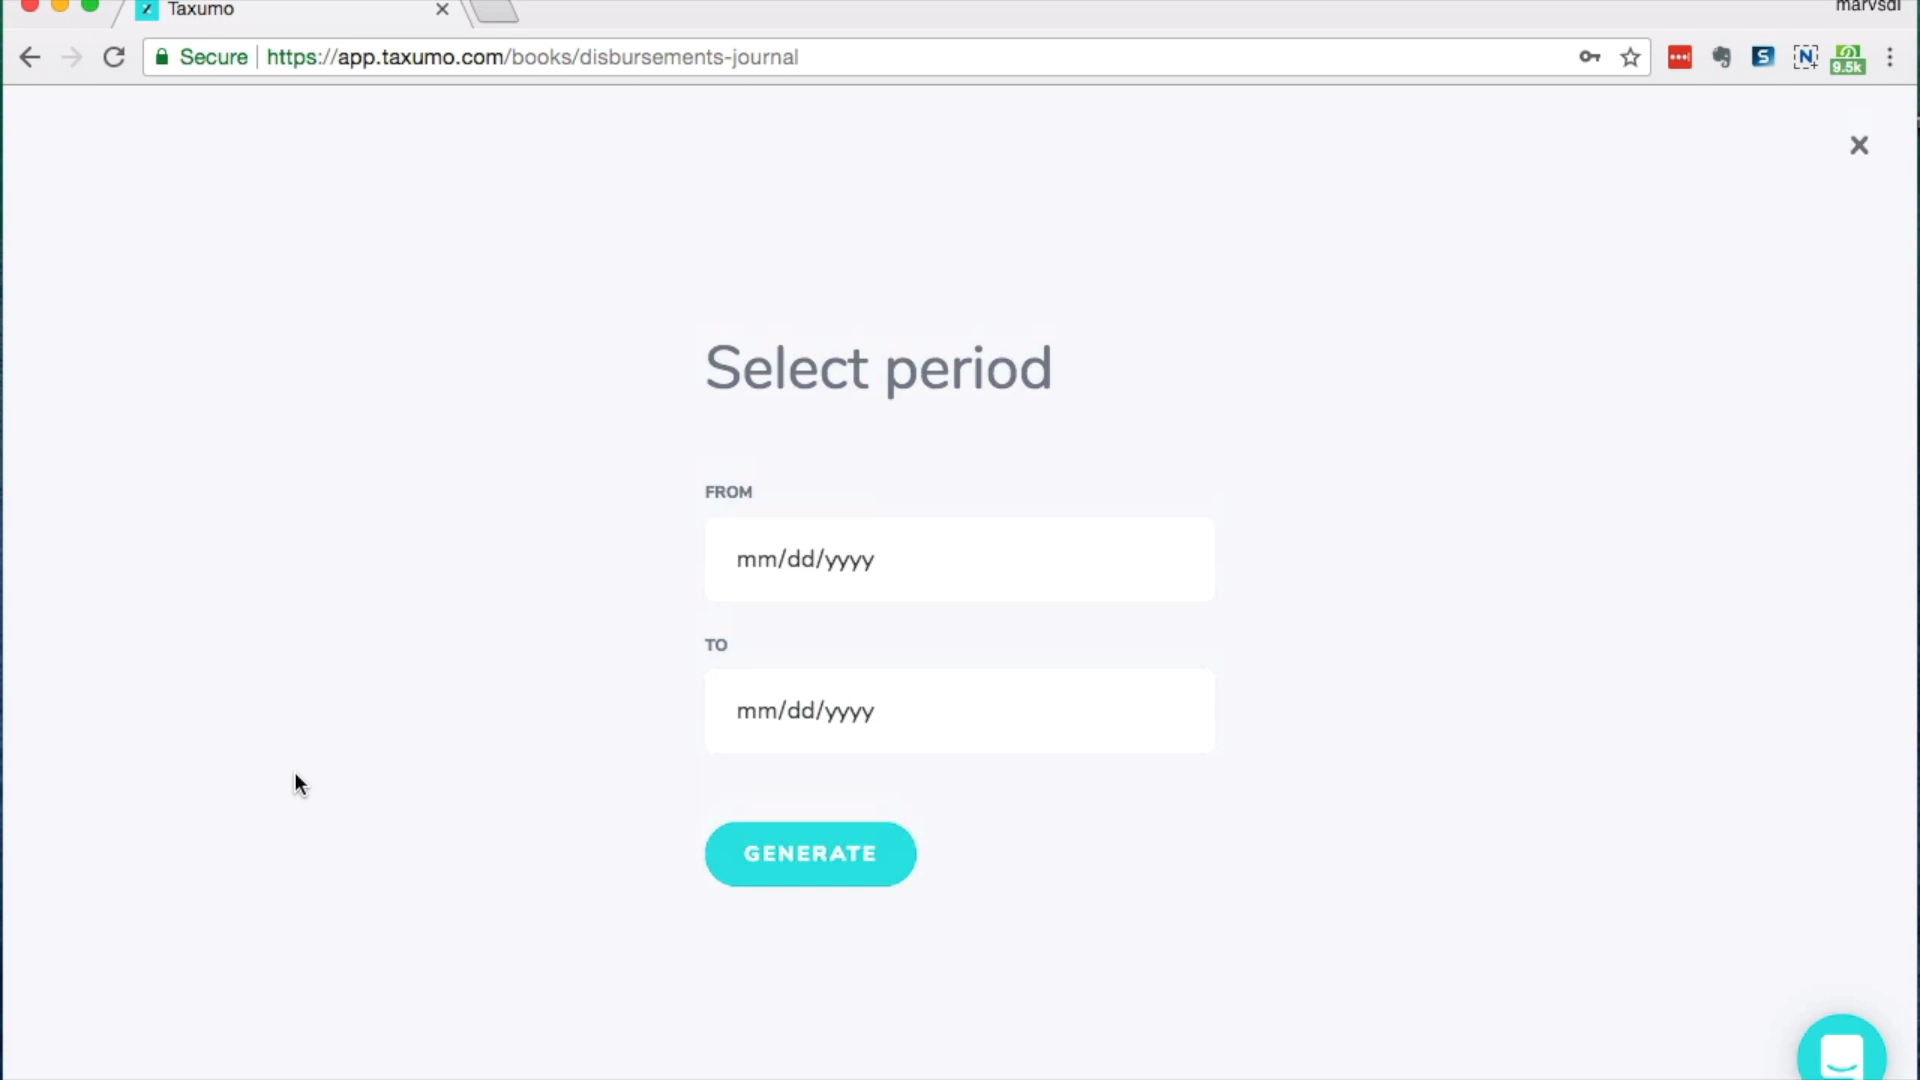 Taxumo
marvsdl
Secure https://app.taxumo.com/books/disbursements-journal
9.5k
Select period
FROM
mm/dd/yyyy
TO
mm/dd/yyyy
GENERATE